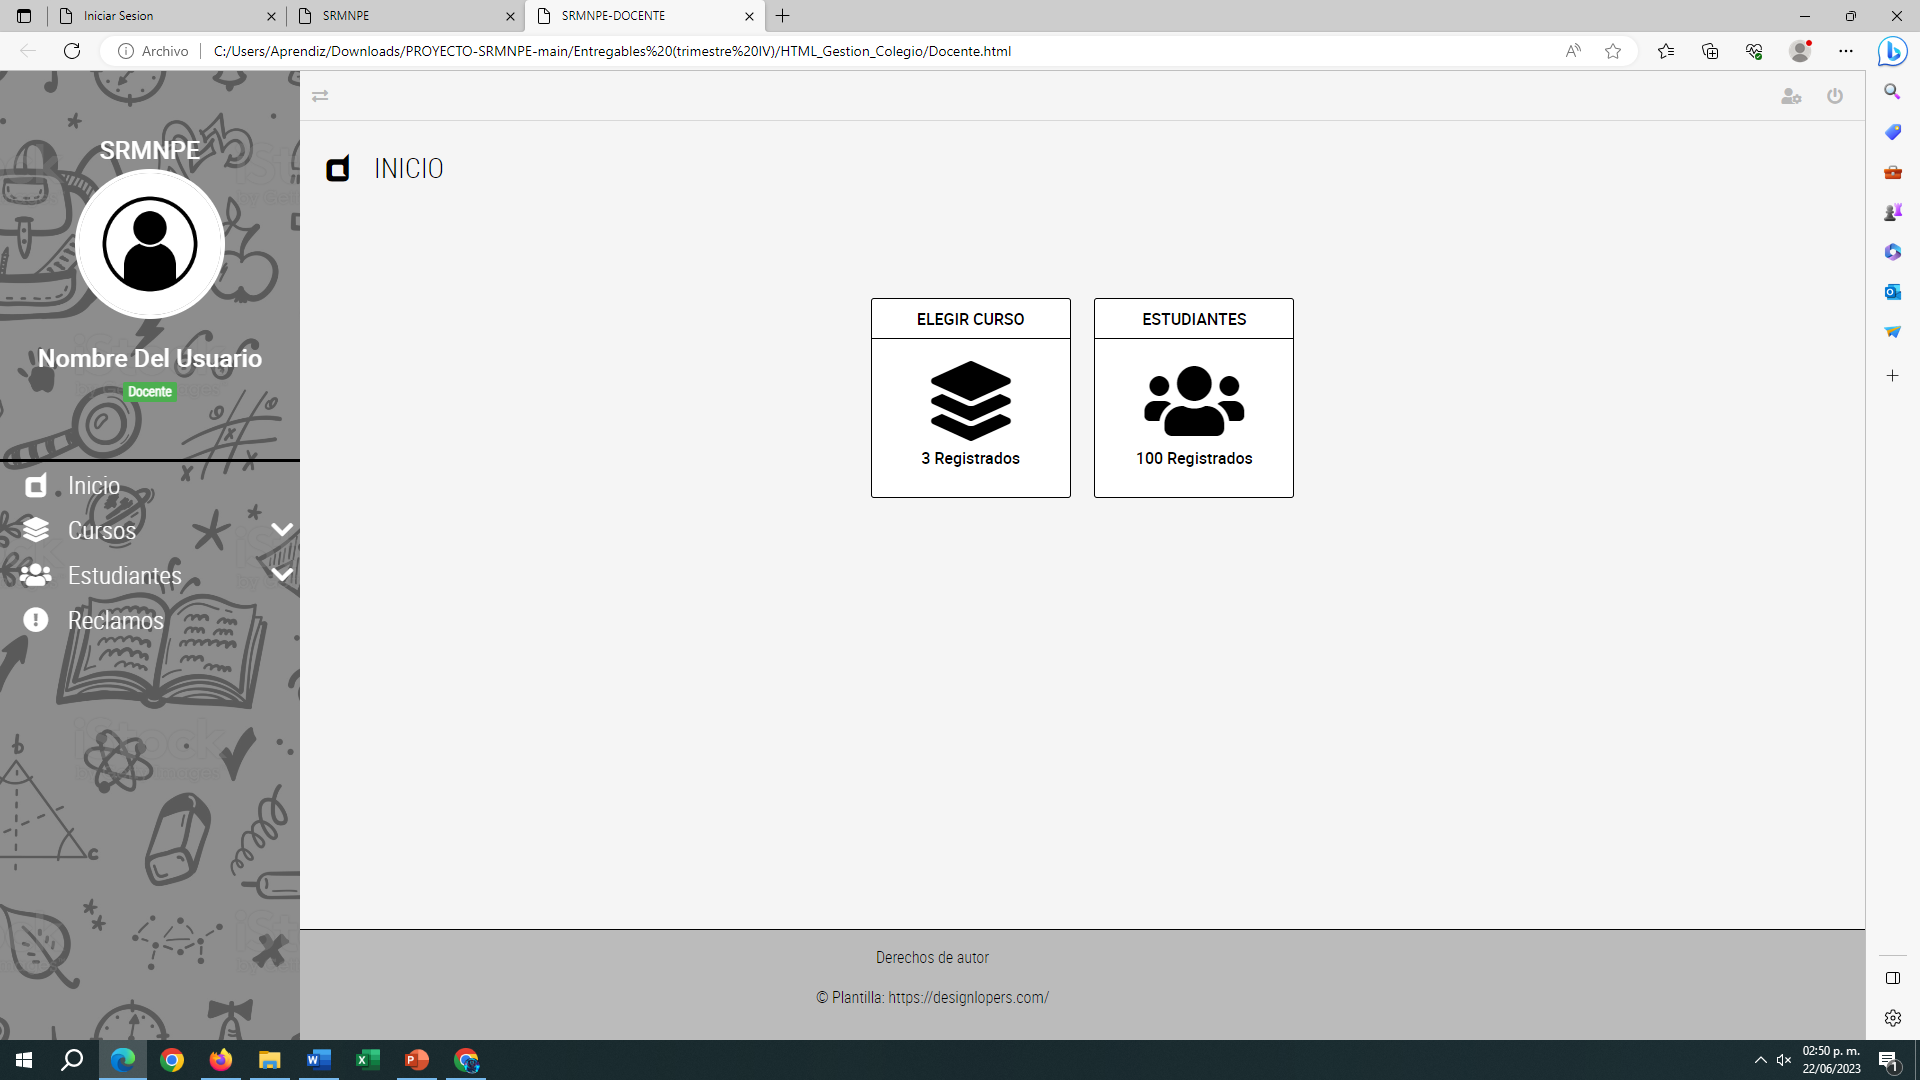 Iniciar Sesion
SRMNPE
SRMNPE-DOCENTE
Archivo
C:/Users/Aprendiz/Downloads/PROYECTO-SRMNPE-main/Entregables%20(trimestre%20IV)/HTML_Gestion_Colegio/Docente.html
SRMNPE
Nombre Del Usuario
Docente
Inicio
Cursos
Estudiantes
Reclamos
INICIO
ELEGIR CURSO
3 Registrados
ESTUDIANTES
100 Registrados
Derechos de autor
© Plantilla: https://designlopers.com/
02:50 p. m.
22/06/2023
1